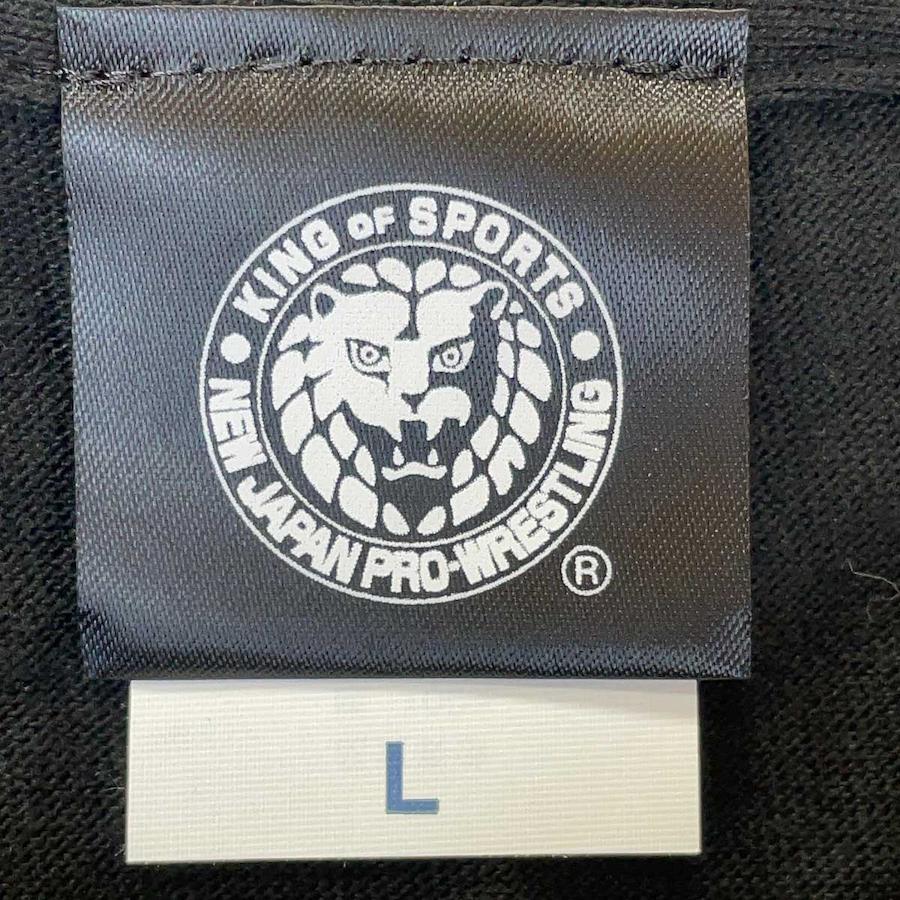 KING OF SPORTS
NEW JAPAN PRO-WRESTLING
®
L